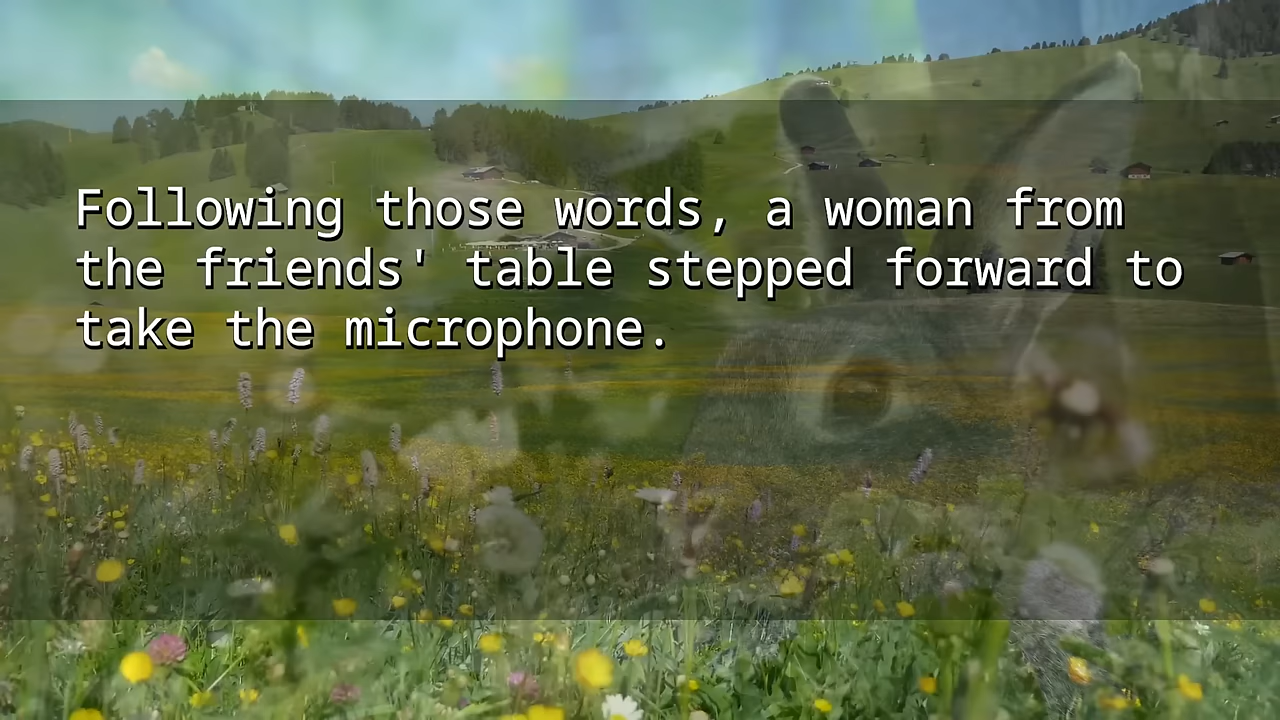 Following those words, a woman from
the friends' table stepped forward to
take the microphone.